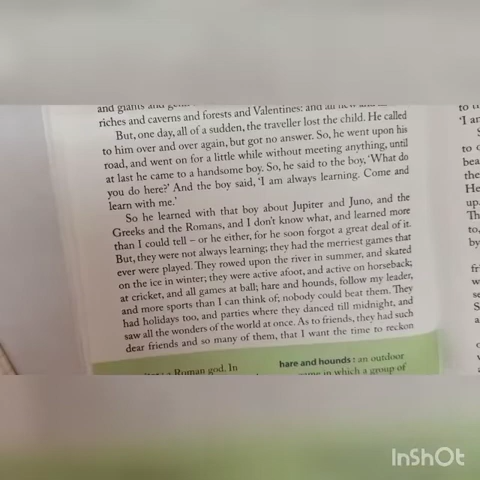 and giants and
riches and caverns and forests and Valentines: and all new
But, one day, all of a sudden, the traveller lost the child. He called
to him over and over again, but got no answer. So, he went upon his
road, and went on for a little while without meeting anything, until
at last he came to a handsome boy. So, he said to the boy, 'What do
you do here?' And the boy said, 'I am always learning. Come and
learn with me.'
So he learned with that boy about Jupiter and Juno, and the
Greeks and the Romans, and I don't know what, and learned more
than I could tell – or he either, for he soon forgot a great deal of it.
But, they were not always learning; they had the merriest games that
ever were played. They rowed upon the river in summer, and skated
on the ice in winter; they were active afoot, and active on horseback;
at cricket, and all games at ball; hare and hounds, follow my leader,
and more sports than I can think of; nobody could beat them. They
had holidays too, and parties where they danced till midnight, and
saw all the wonders of the world at once. As to friends, they had such
dear friends and so many of them, that I want the time to reckon
a Roman god. In
hare and hounds: an outdoor
in which a group of
to
'I am
to
the
He
up
Th
to,
by
InShOt